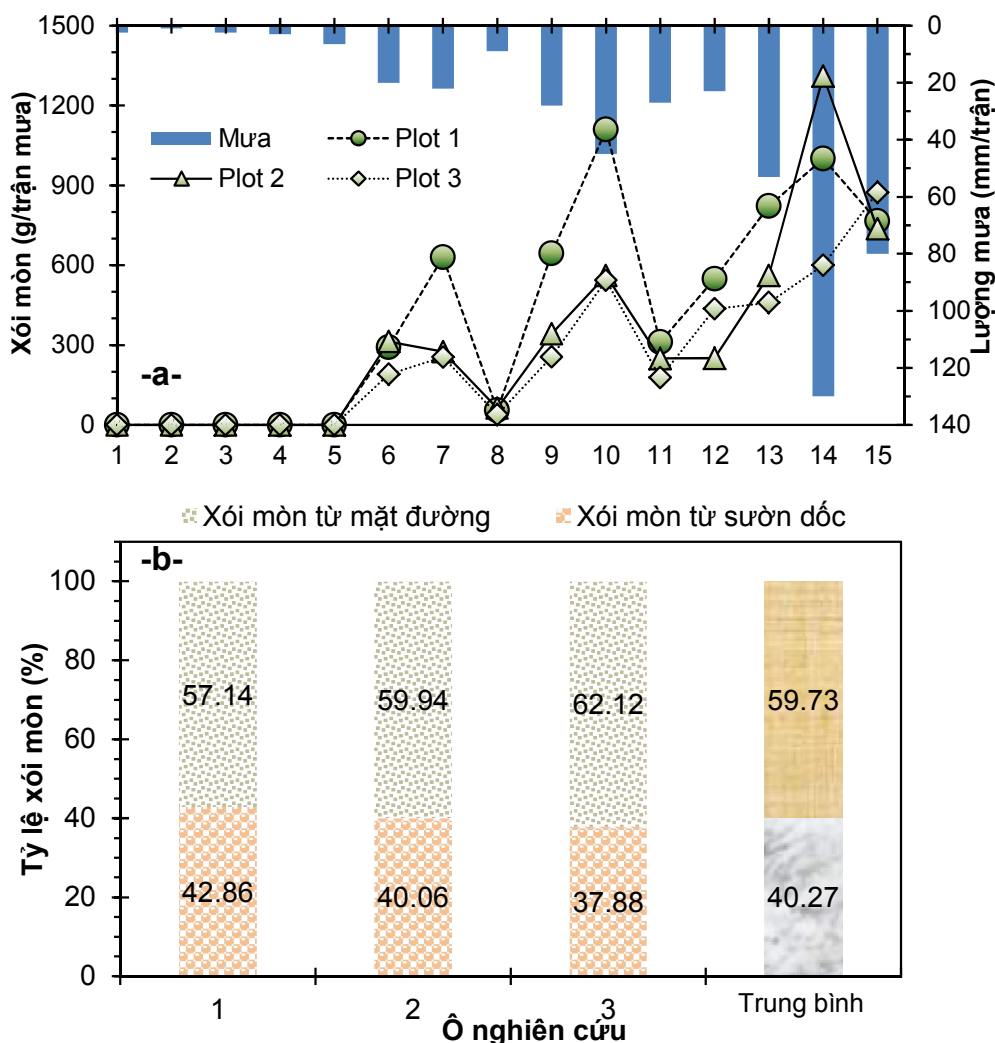 Xói mòn (g/trận mưa)
1500
1200
900
600
300
0
Mưa
Plot 1
Plot 2
Plot 3
-a-
0
20
40
60
80
100
120
140
Lượng mưa (mm/trận)
1 2 3 4 5 6 7 8 9 10 11 12 13 14 15
Xói mòn từ mặt đường
Xói mòn từ sườn dốc
-b-
Tỷ lệ xói mòn (%)
100
80
60
40
20
0
57.14 59.94 62.12 59.73
42.86 40.06 37.88 40.27
1 2 3 Trung bình
Ô nghiên cứu